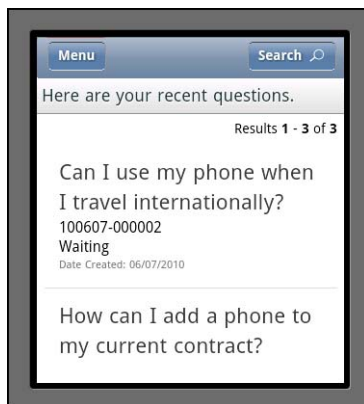 Menu
Search
Here are your recent questions.
Results 1 - 3 of 3
Can I use my phone when
I travel internationally?
100607-000002
Waiting
Date Created: 06/07/2010
How can I add a phone to
my current contract?